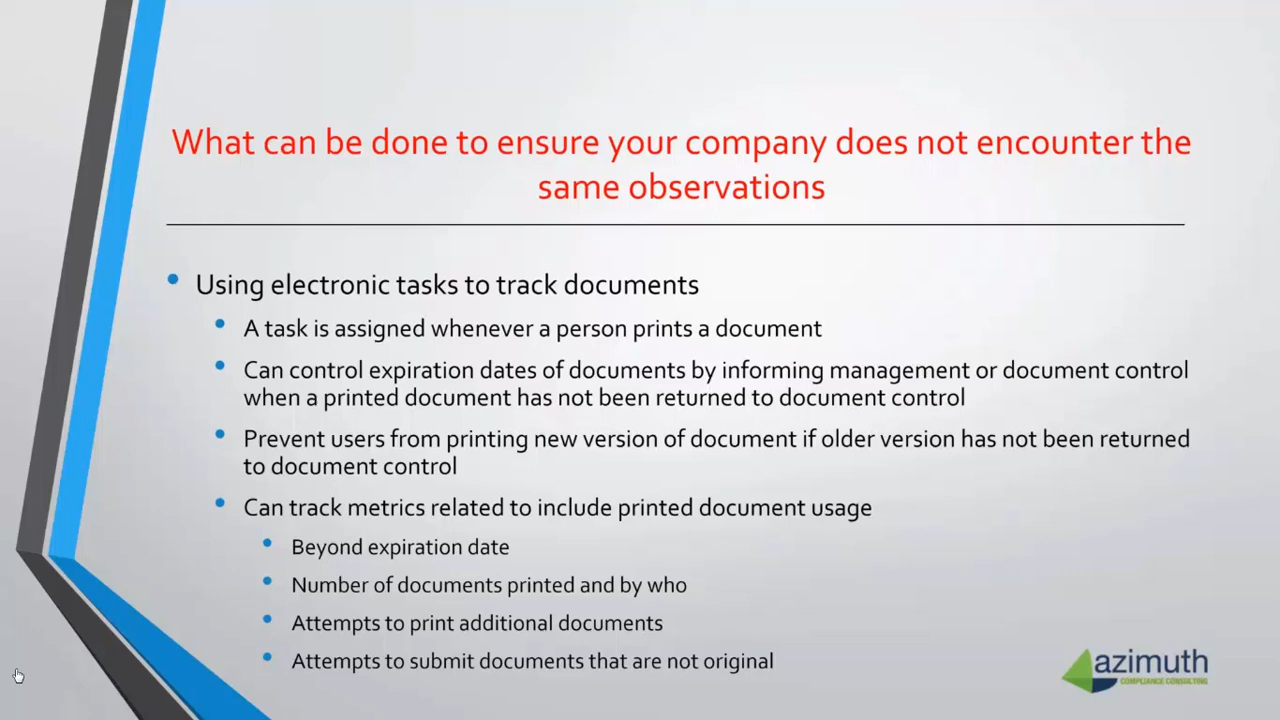 What can be done to ensure your company does not encounter the
same observations
Using electronic tasks to track documents
A task is assigned whenever a person prints a document
Can control expiration dates of documents by informing management or document control
when a printed document has not been returned to document control
Prevent users from printing new version of document if older version has not been returned
to document control
Can track metrics related to include printed document usage
Beyond expiration date
Number of documents printed and by who
Attempts to print additional documents
Attempts to submit documents that are not original
azimuth
COMPLIANCE CONSULTING